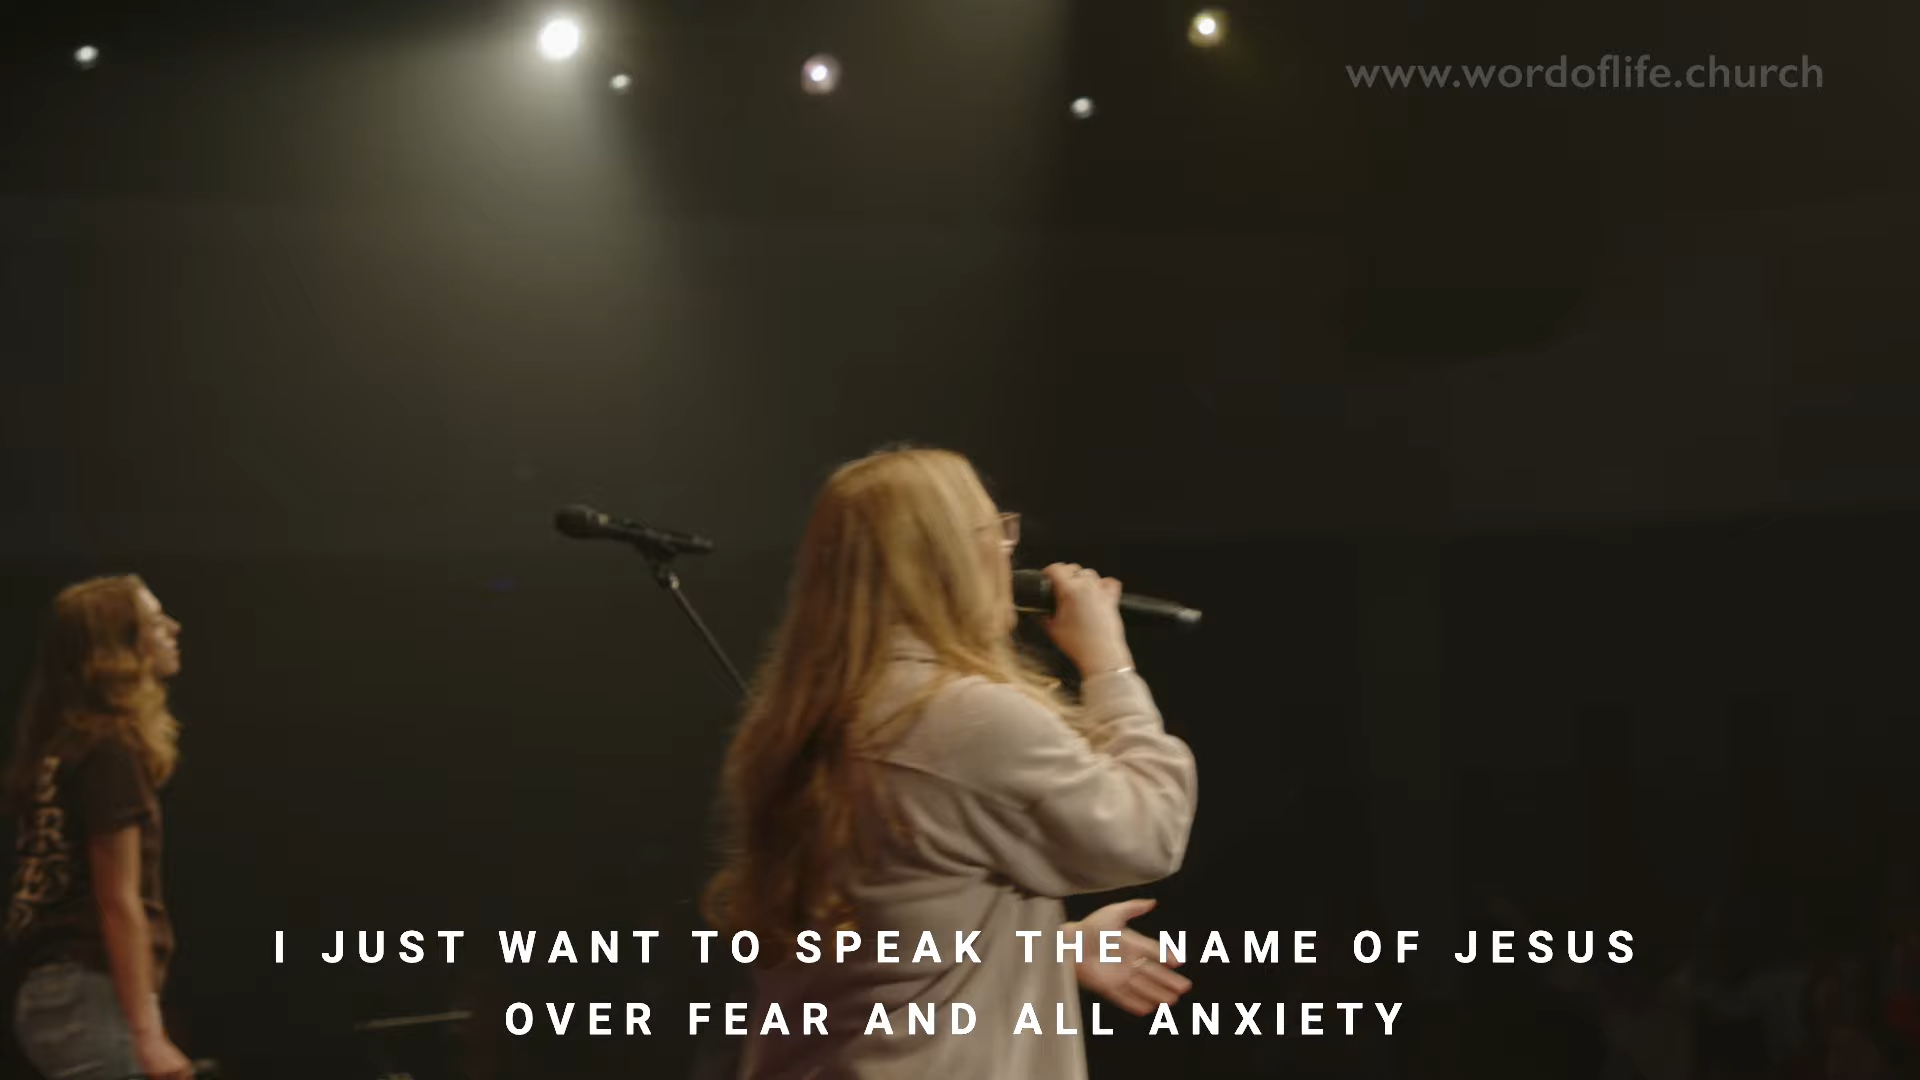 www.wordoflife.church
I JUST WANT TO SPEAK THE NAME OF JESUS
OVER FEAR AND ALL ANXIETY